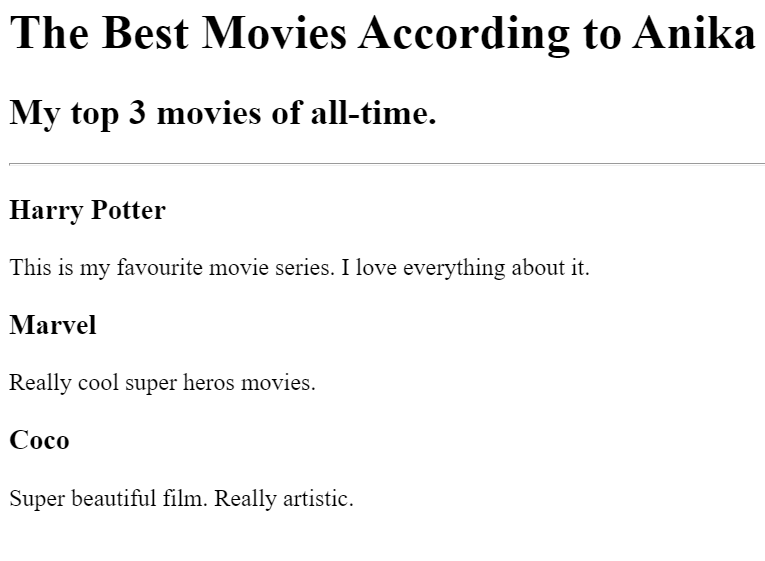 The Best Movies According to Anika
My top 3 movies of all-time.
Harry Potter
This is my favourite movie series. I love everything about it.
Marvel
Really cool super heros movies.
Coco
Super beautiful film. Really artistic.